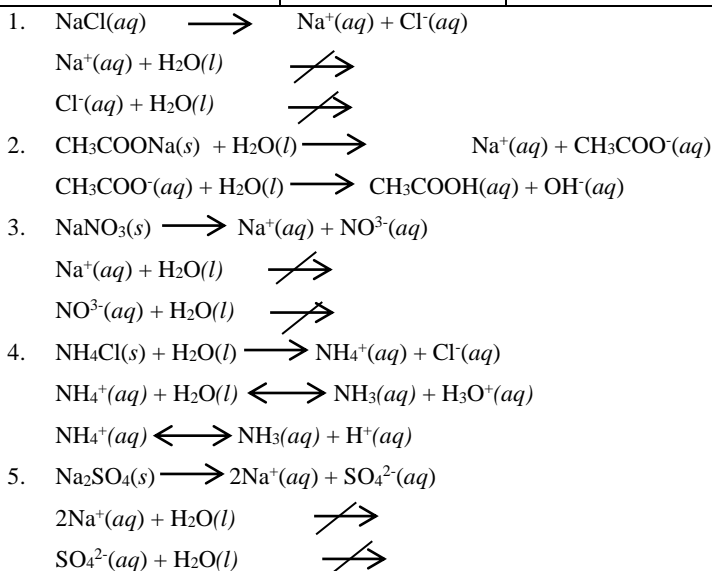 1. NaCl(aq) ⟶ Na⁺(aq) + Cl⁻(aq)
Na⁺(aq) + H₂O(l) ↛
Cl⁻(aq) + H₂O(l) ↛
2. CH₃COONa(s) + H₂O(l) ⟶ Na⁺(aq) + CH₃COO⁻(aq)
CH₃COO⁻(aq) + H₂O(l) ⟶ CH₃COOH(aq) + OH⁻(aq)
3. NaNO₃(s) ⟶ Na⁺(aq) + NO³⁻(aq)
Na⁺(aq) + H₂O(l) ↛
NO³⁻(aq) + H₂O(l) ↛
4. NH₄Cl(s) + H₂O(l) ⟶ NH₄⁺(aq) + Cl⁻(aq)
NH₄⁺(aq) + H₂O(l) ⟷ NH₃(aq) + H₃O⁺(aq)
NH₄⁺(aq) ⟷ NH₃(aq) + H⁺(aq)
5. Na₂SO₄(s) ⟶ 2Na⁺(aq) + SO₄²⁻(aq)
2Na⁺(aq) + H₂O(l) ↛
SO₄²⁻(aq) + H₂O(l) ↛